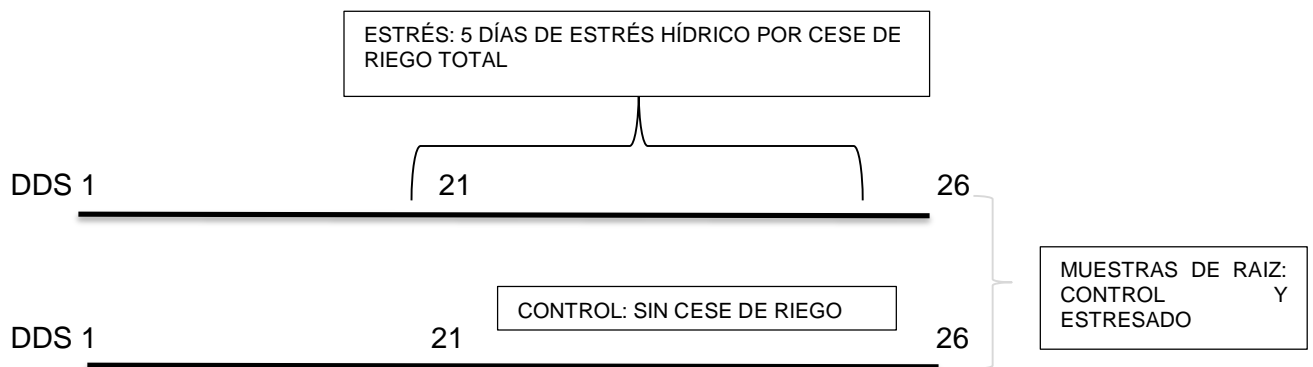 ESTRÉS: 5 DÍAS DE ESTRÉS HÍDRICO POR CESE DE
RIEGO TOTAL
DDS 1 21 26
CONTROL: SIN CESE DE RIEGO
DDS 1 21 26
MUESTRAS DE RAIZ:
CONTROL Y
ESTRESADO